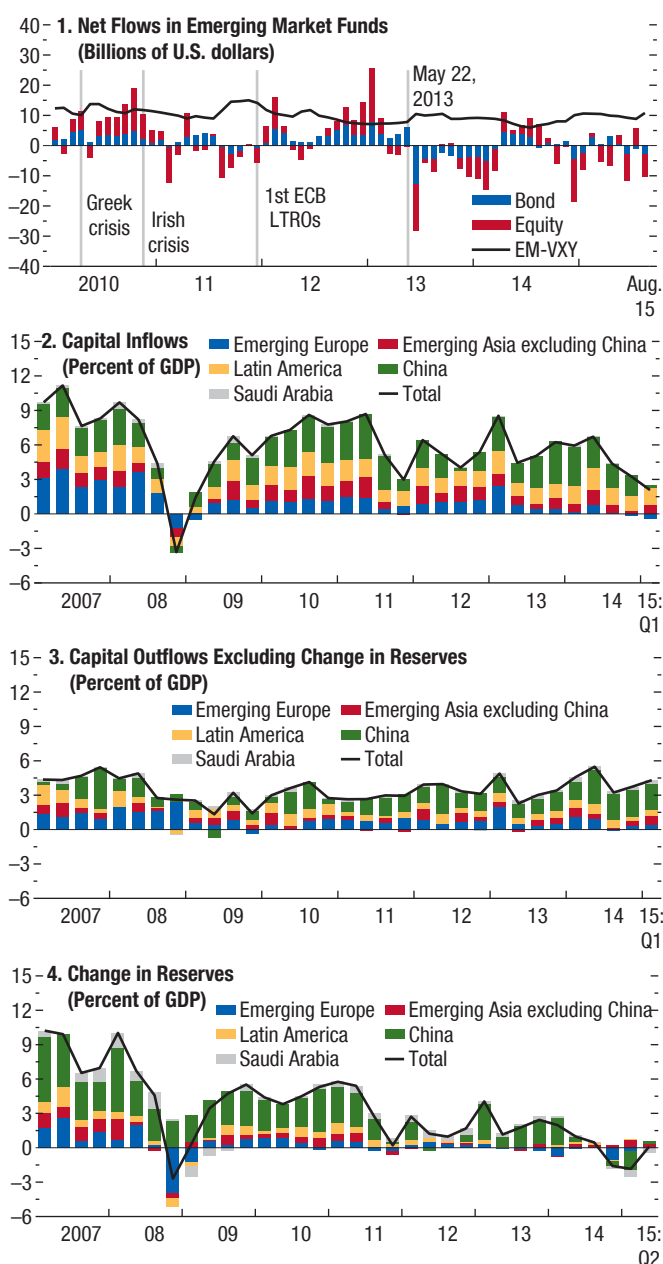 1. Net Flows in Emerging Market Funds
(Billions of U.S. dollars)
40
30
20
10
0
–10
–20
–30
–40
May 22,
2013
Greek
crisis
Irish
crisis
1st ECB
LTROs
Bond
Equity
EM-VXY
2010 11 12 13 14 Aug.
15
2. Capital Inflows
(Percent of GDP)
Emerging Europe Emerging Asia excluding China
Latin America China
Saudi Arabia Total
15
12
9
6
3
0
–3
–6
2007 08 09 10 11 12 13 14 15:
Q1
3. Capital Outflows Excluding Change in Reserves
(Percent of GDP)
Emerging Europe Emerging Asia excluding China
Latin America China
Saudi Arabia Total
15
12
9
6
3
0
–3
–6
2007 08 09 10 11 12 13 14 15:
Q1
4. Change in Reserves
(Percent of GDP)
Emerging Europe Emerging Asia excluding China
Latin America China
Saudi Arabia Total
15
12
9
6
3
0
–3
–6
2007 08 09 10 11 12 13 14 15:
Q2